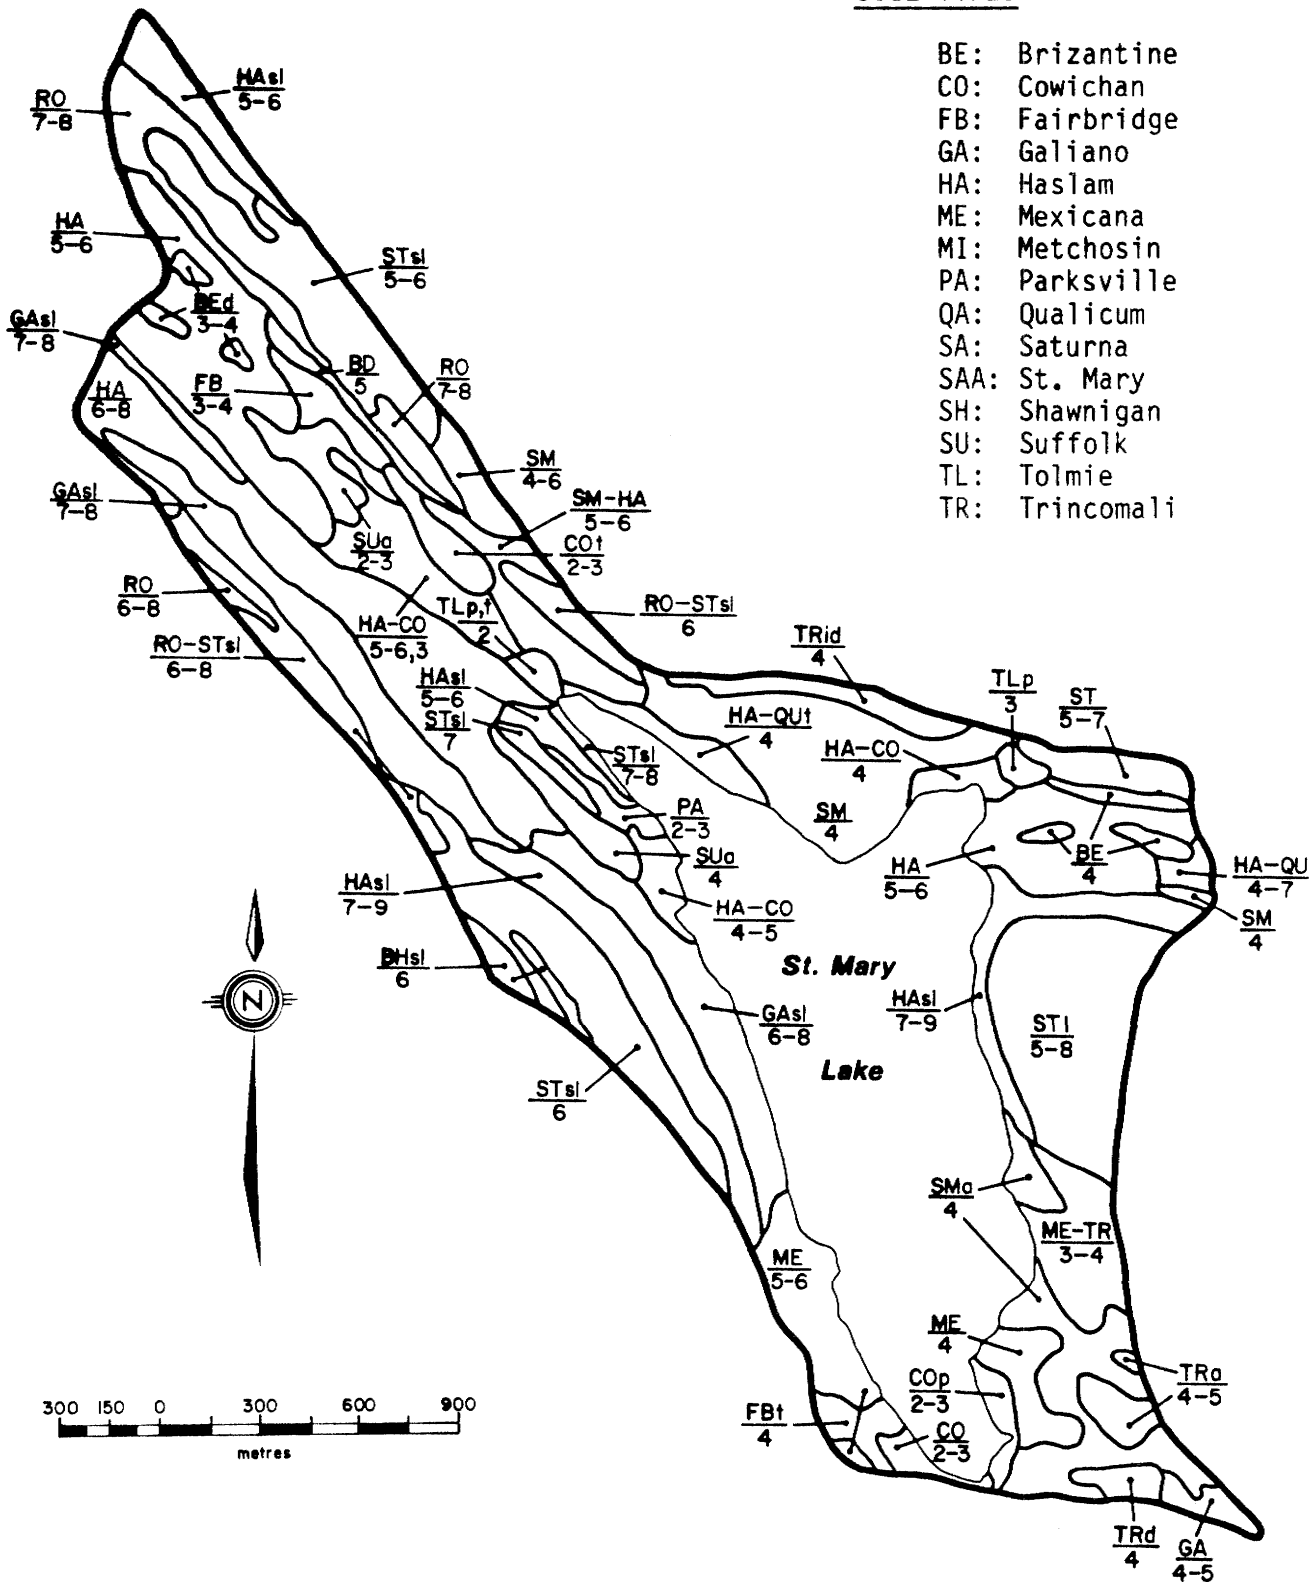 BE: Brizantine
CO: Cowichan
FB: Fairbridge
GA: Galiano
HA: Haslam
ME: Mexicana
MI: Metchosin
PA: Parksville
QA: Qualicum
SA: Saturna
SAA: St. Mary
SH: Shawnigan
SU: Suffolk
TL: Tolmie
TR: Trincomali
HAsl
5-6
RO
7-8
HA
5-6
STsl
5-6
BEd
3-4
GAsl
7-8
BD
5
RO
7-8
HA
6-8
FB
3-4
SM
4-6
GAsl
7-8
SM-HA
5-6
SUa
2-3
COt
2-3
RO
6-8
TLp,t
2
RO-STsl
6
HA-CO
5-6,3
RO-STsl
6-8
TRid
4
HAsl
5-6
TLp
3
ST
5-7
STsl
7
HA-QUt
4
HA-CO
4
STsl
7-8
PA
2-3
SM
4
SUa
4
HA
5-6
BE
4
HA-QU
4-7
HAsl
7-9
HA-CO
4-5
SM
4
BHsl
6
St. Mary
Lake
GAsl
6-8
HAsl
7-9
STl
5-8
STsl
6
N
SMa
4
ME-TR
3-4
ME
5-6
ME
4
TRa
4-5
COp
2-3
FBt
4
CO
2-3
300 150 0 300 600 900
metres
TRd
4
GA
4-5